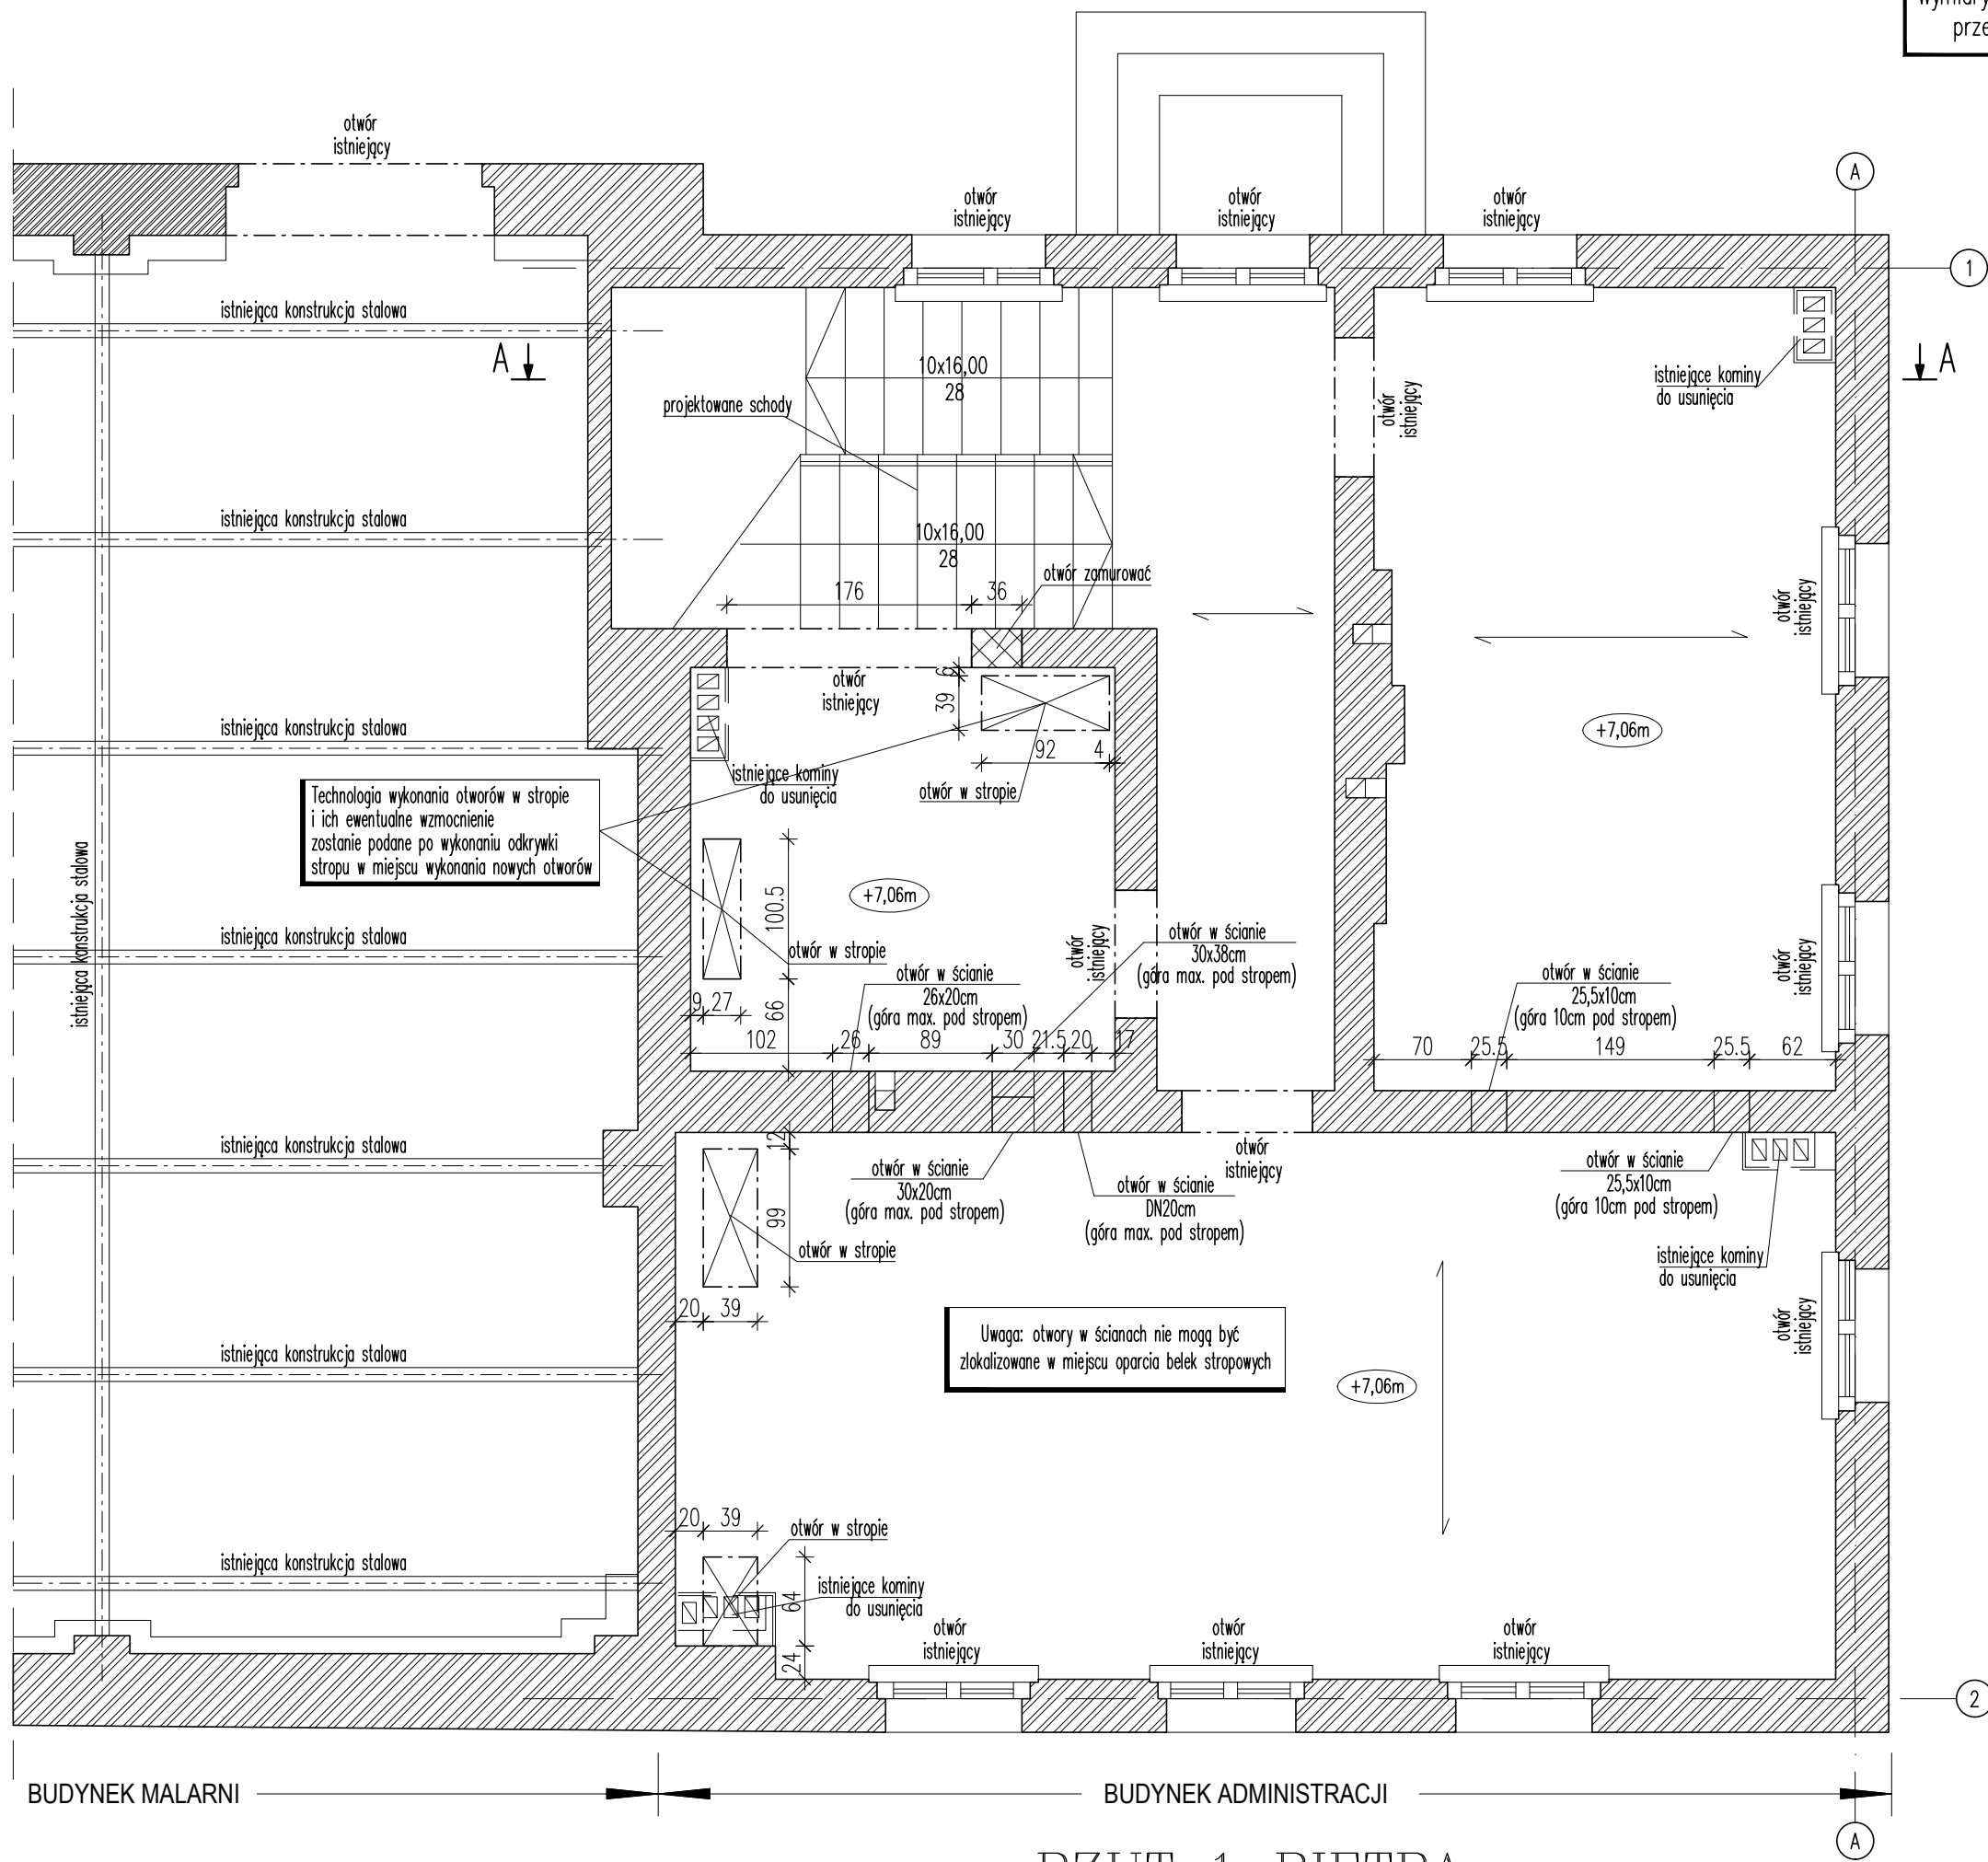 wymiary
prze
otwór
istniejący
A
otwór
istniejący
otwór
istniejący
otwór
istniejący
1
istniejąca konstrukcja stalowa
A
A
10x16,00
28
istniejące kominy
do usunięcia
projektowane schody
otwór
istniejący
istniejąca konstrukcja stalowa
10x16,00
28
otwór zamurować
176
36
otwór
istniejący
6
39
otwór
istniejący
istniejąca konstrukcja stalowa
+7,06m
92
4
istniejące kominy
do usunięcia
otwór w stropie
Technologia wykonania otworów w stropie
i ich ewentualne wzmocnienie
zostanie podane po wykonaniu odkrywki
stropu w miejscu wykonania nowych otworów
istniejąca konstrukcja stalowa
100.5
+7,06m
istniejąca konstrukcja stalowa
otwór w stropie
otwór
istniejący
otwór w ścianie
30x38cm
(góra max. pod stropem)
otwór
istniejący
otwór w ścianie
26x20cm
(góra max. pod stropem)
otwór w ścianie
25,5x10cm
(góra 10cm pod stropem)
9
27
66
102
26
89
30
21.5
20
17
70
25.5
149
25.5
62
istniejąca konstrukcja stalowa
12
99
otwór w ścianie
30x20cm
(góra max. pod stropem)
otwór w ścianie
DN20cm
(góra max. pod stropem)
otwór
istniejący
otwór w ścianie
25,5x10cm
(góra 10cm pod stropem)
otwór w stropie
istniejące kominy
do usunięcia
20
39
otwór
istniejący
Uwaga: otwory w ścianach nie mogą być
zlokalizowane w miejscu oparcia belek stropowych
istniejąca konstrukcja stalowa
+7,06m
20
39
otwór w stropie
istniejąca konstrukcja stalowa
64
istniejące kominy
do usunięcia
24
otwór
istniejący
otwór
istniejący
otwór
istniejący
2
BUDYNEK MALARNI
BUDYNEK ADMINISTRACJI
A
RZUT 1 PIĘTRA